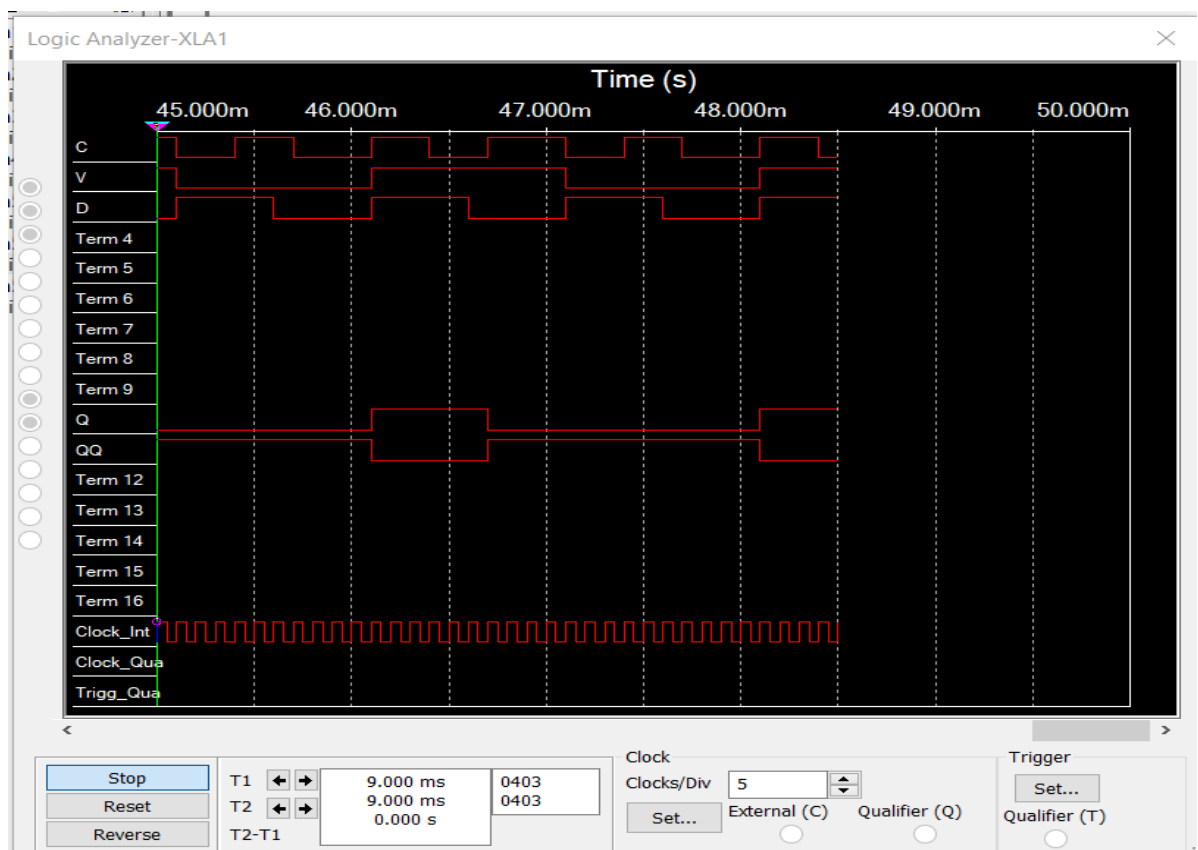 Logic Analyzer-XLA1
Time (s)
45.000m 46.000m 47.000m 48.000m 49.000m 50.000m
C
V
D
Term 4
Term 5
Term 6
Term 7
Term 8
Term 9
Q
QQ
Term 12
Term 13
Term 14
Term 15
Term 16
Clock_Int
Clock_Qua
Trigg_Qua
Stop
Reset
Reverse
T1 9.000 ms 0403
T2 9.000 ms 0403
T2-T1 0.000 s
Clock
Clocks/Div 5
Set... External (C) Qualifier (Q)
Trigger
Set...
Qualifier (T)